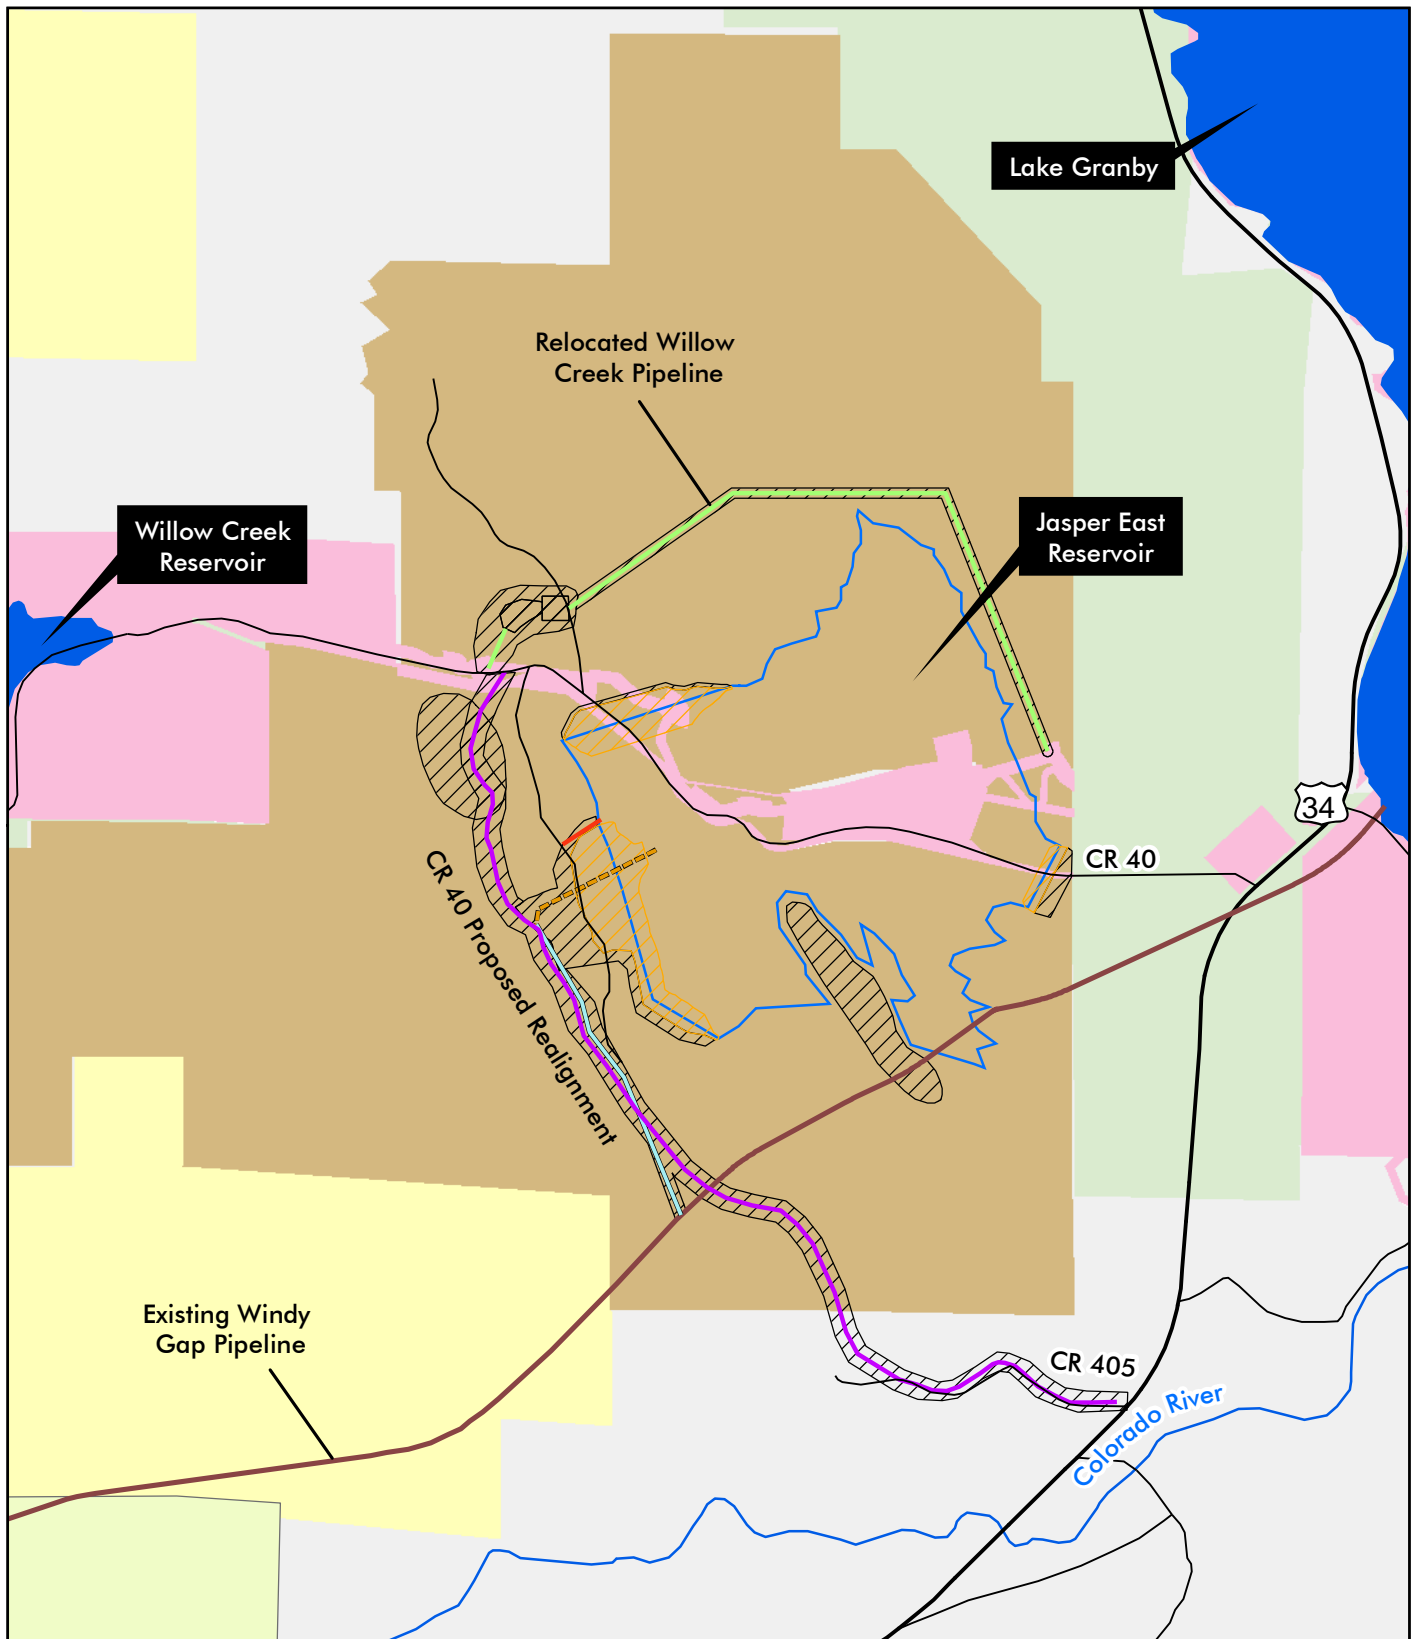 Lake Granby
Relocated Willow
Creek Pipeline
Willow Creek
Reservoir
Jasper East
Reservoir
34
CR 40
CR 40 Proposed Realignment
Existing Windy
Gap Pipeline
CR 405
Colorado River